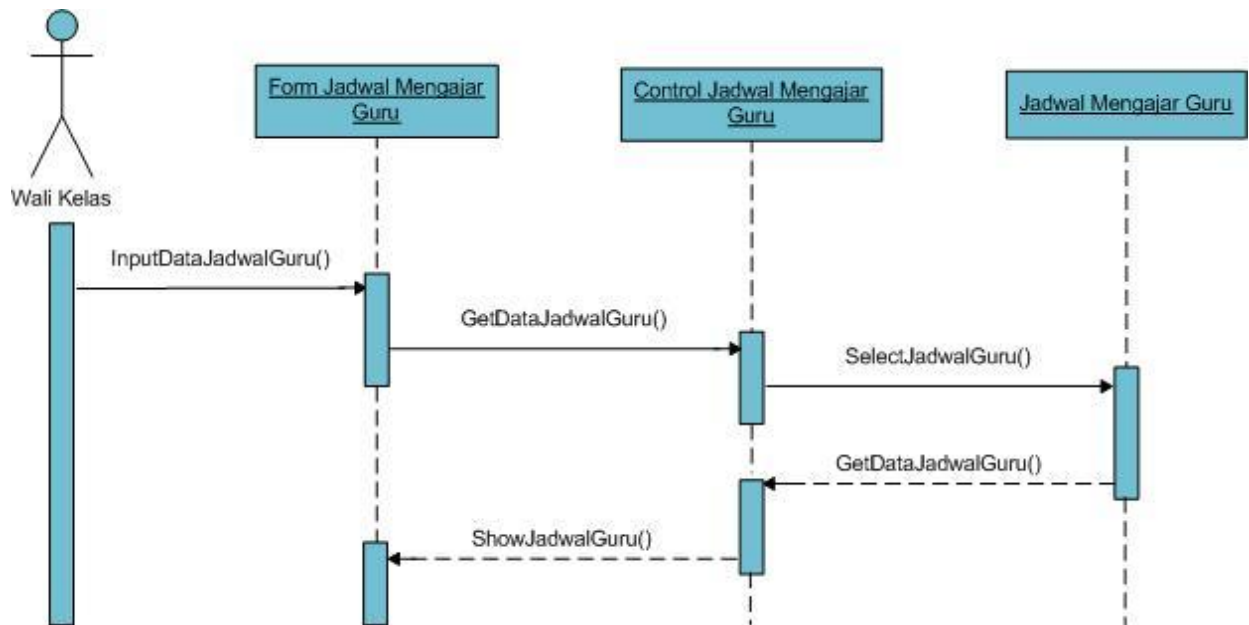 Form Jadwal Mengajar
Guru
Control Jadwal Mengajar
Guru
Jadwal Mengajar Guru
Wali Kelas
InputDataJadwalGuru()
GetDataJadwalGuru()
SelectJadwalGuru()
GetDataJadwalGuru()
ShowJadwalGuru()